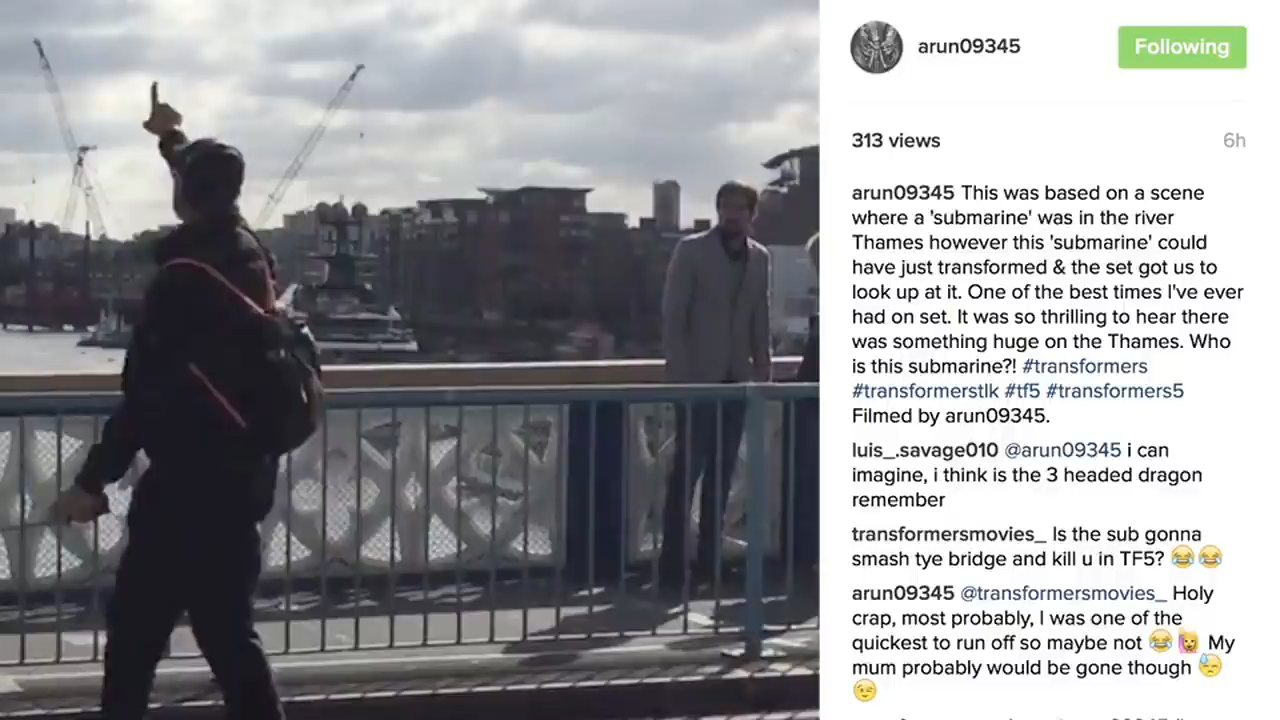 arun09345
Following
313 views
6h
arun09345 This was based on a scene
where a 'submarine' was in the river
Thames however this 'submarine' could
have just transformed & the set got us to
look up at it. One of the best times I've ever
had on set. It was so thrilling to hear there
was something huge on the Thames. Who
is this submarine?! #transformers
#transformerstlk #tf5 #transformers5
Filmed by arun09345.
luis_.savage010 @arun09345 i can
imagine, i think is the 3 headed dragon
remember
transformersmovies_ Is the sub gonna
smash tye bridge and kill u in TF5? 😂😂
arun09345 @transformersmovies_ Holy
crap, most probably, I was one of the
quickest to run off so maybe not 😂🙋 My
mum probably would be gone though 😓
😉